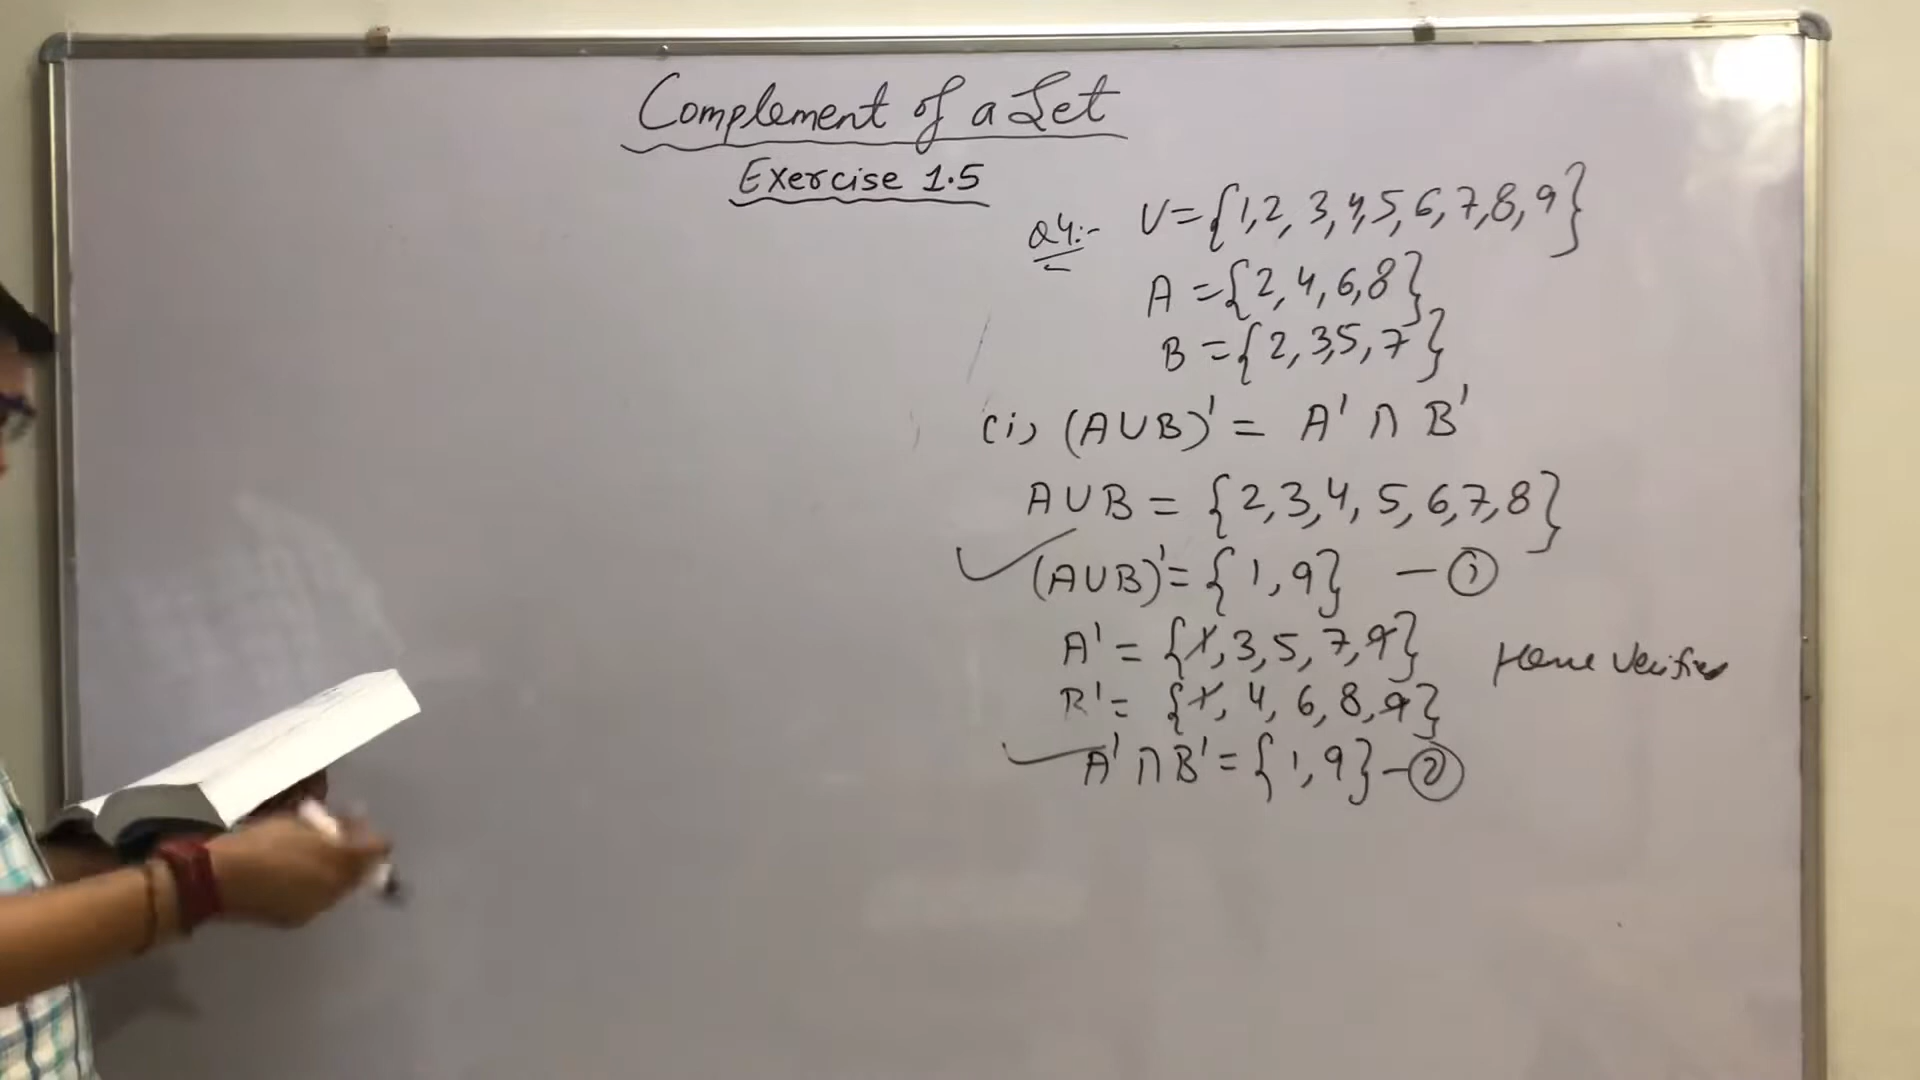 Complement of a Set
Exercise 1.5
Q4:- U={1,2, 3,4,5, 6,7,8, 9}
A ={2,4,6,8}
B ={2,3,5,7}
(i) (A∪B)' = A' ∩ B'
A∪B = {2,3,4,5,6,7,8}
(A∪B)'= {1,9} — ①
A' = {1,3,5,7,9}
Hence Verified
B'= {1, 4, 6, 8,9}
A'∩B'={1,9} -②